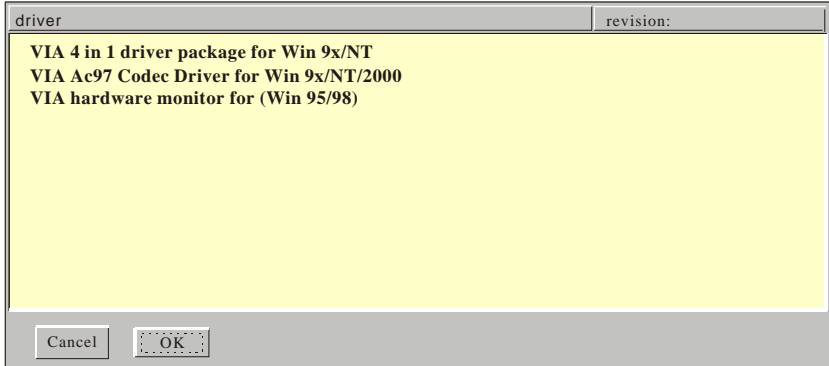 driver revision:
VIA 4 in 1 driver package for Win 9x/NT
VIA Ac97 Codec Driver for Win 9x/NT/2000
VIA hardware monitor for (Win 95/98)
Cancel OK